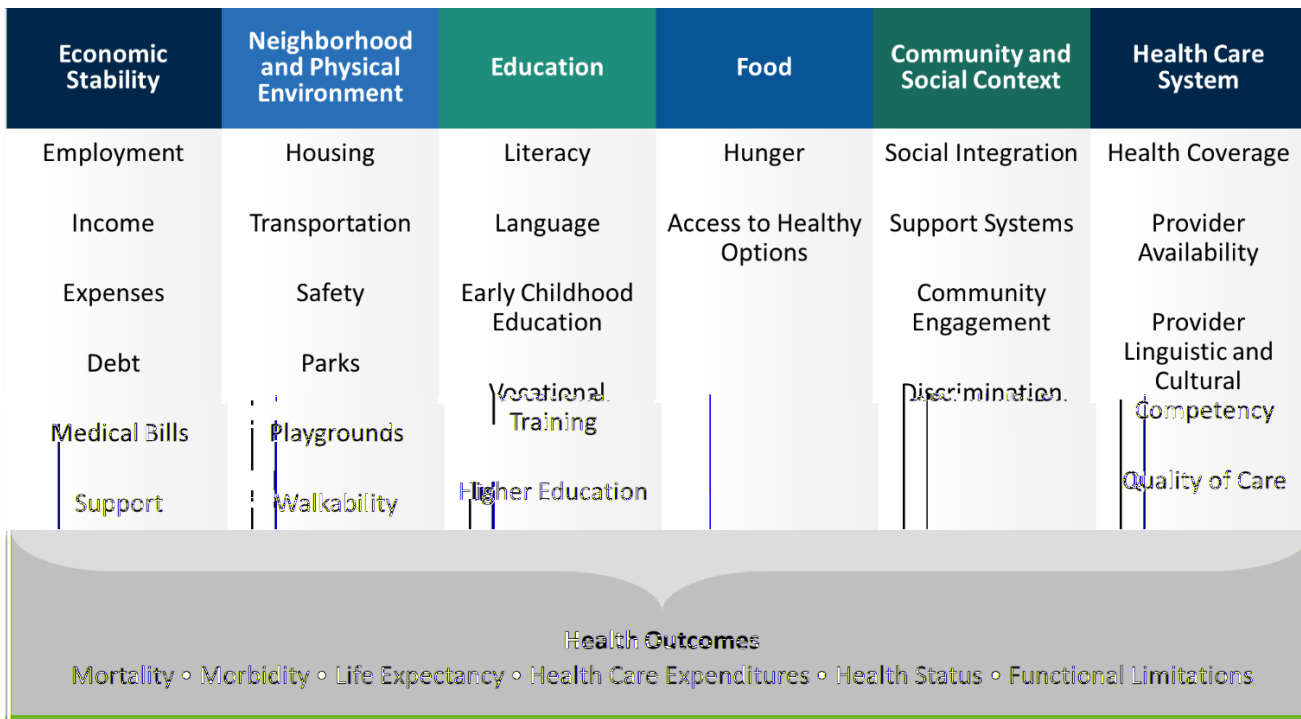 Economic
Stability
Neighborhood
and Physical
Environment
Education
Food
Community and
Social Context
Health Care
System
Employment
Income
Expenses
Debt
Medical Bills
Support
Housing
Transportation
Safety
Parks
Playgrounds
Walkability
Literacy
Language
Early Childhood
Education
Vocational
Training
Higher Education
Hunger
Access to Healthy
Options
Social Integration
Support Systems
Community
Engagement
Discrimination
Health Coverage
Provider
Availability
Provider
Linguistic and
Cultural
Competency
Quality of Care
Health Outcomes
Mortality • Morbidity • Life Expectancy • Health Care Expenditures • Health Status • Functional Limitations